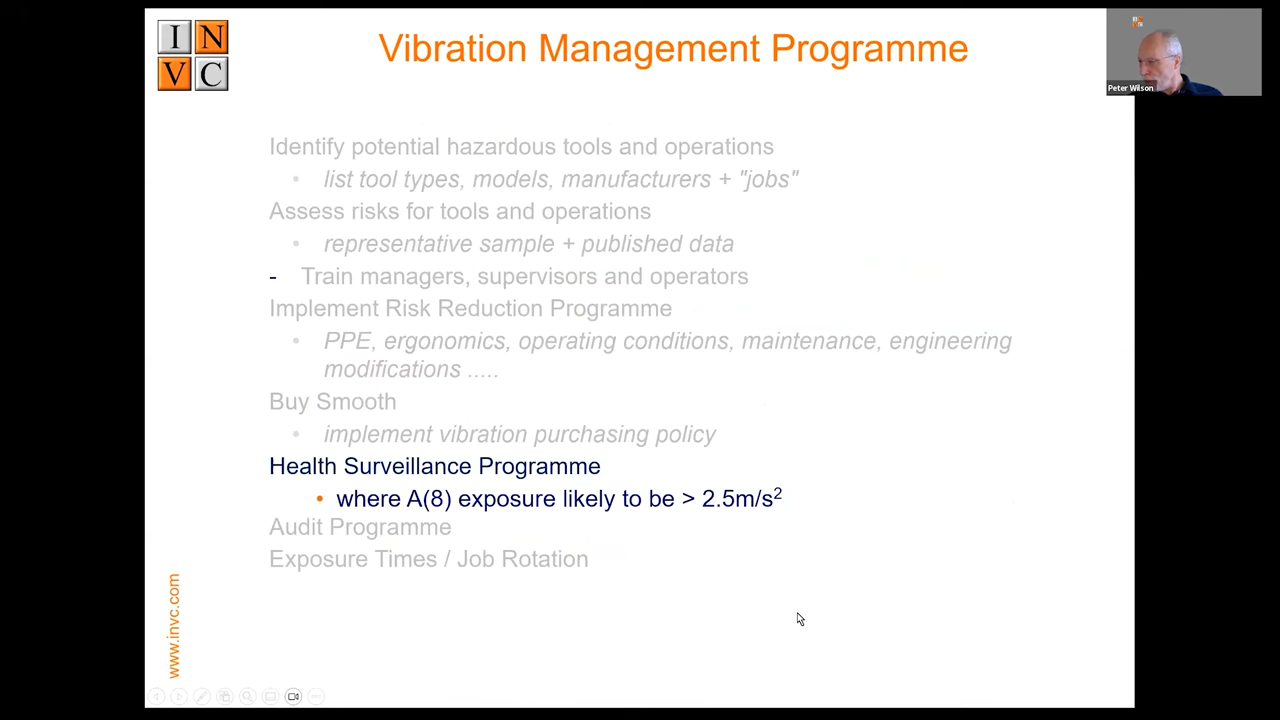 I N
V C
Vibration Management Programme
Peter Wilson
Identify potential hazardous tools and operations
• list tool types, models, manufacturers + "jobs"
Assess risks for tools and operations
• representative sample + published data
- Train managers, supervisors and operators
Implement Risk Reduction Programme
• PPE, ergonomics, operating conditions, maintenance, engineering
modifications .....
Buy Smooth
• implement vibration purchasing policy
Health Surveillance Programme
• where A(8) exposure likely to be > 2.5m/s²
Audit Programme
Exposure Times / Job Rotation
www.invc.com